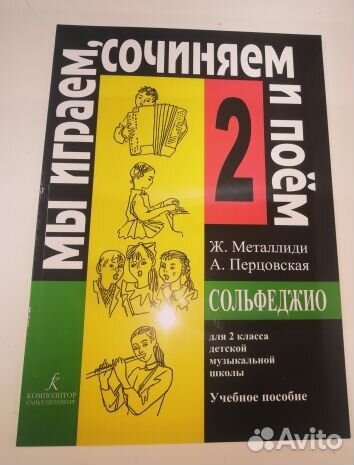 МЫ ИГРАЕМ,
СОЧИНЯЕМ
И ПОЁМ
2
Ж. Металлиди
А. Перцовская
СОЛЬФЕДЖИО
для 2 класса
детской
музыкальной
школы
Учебное пособие
КОМПОЗИТОР
САНКТ-ПЕТЕРБУРГ
Avito